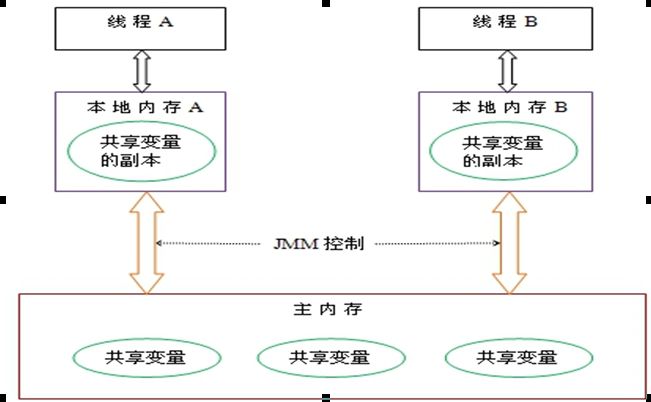 线程 A
线程 B
本地内存 A
本地内存 B
共享变量
的副本
共享变量
的副本
JMM 控制
主内存
共享变量
共享变量
共享变量